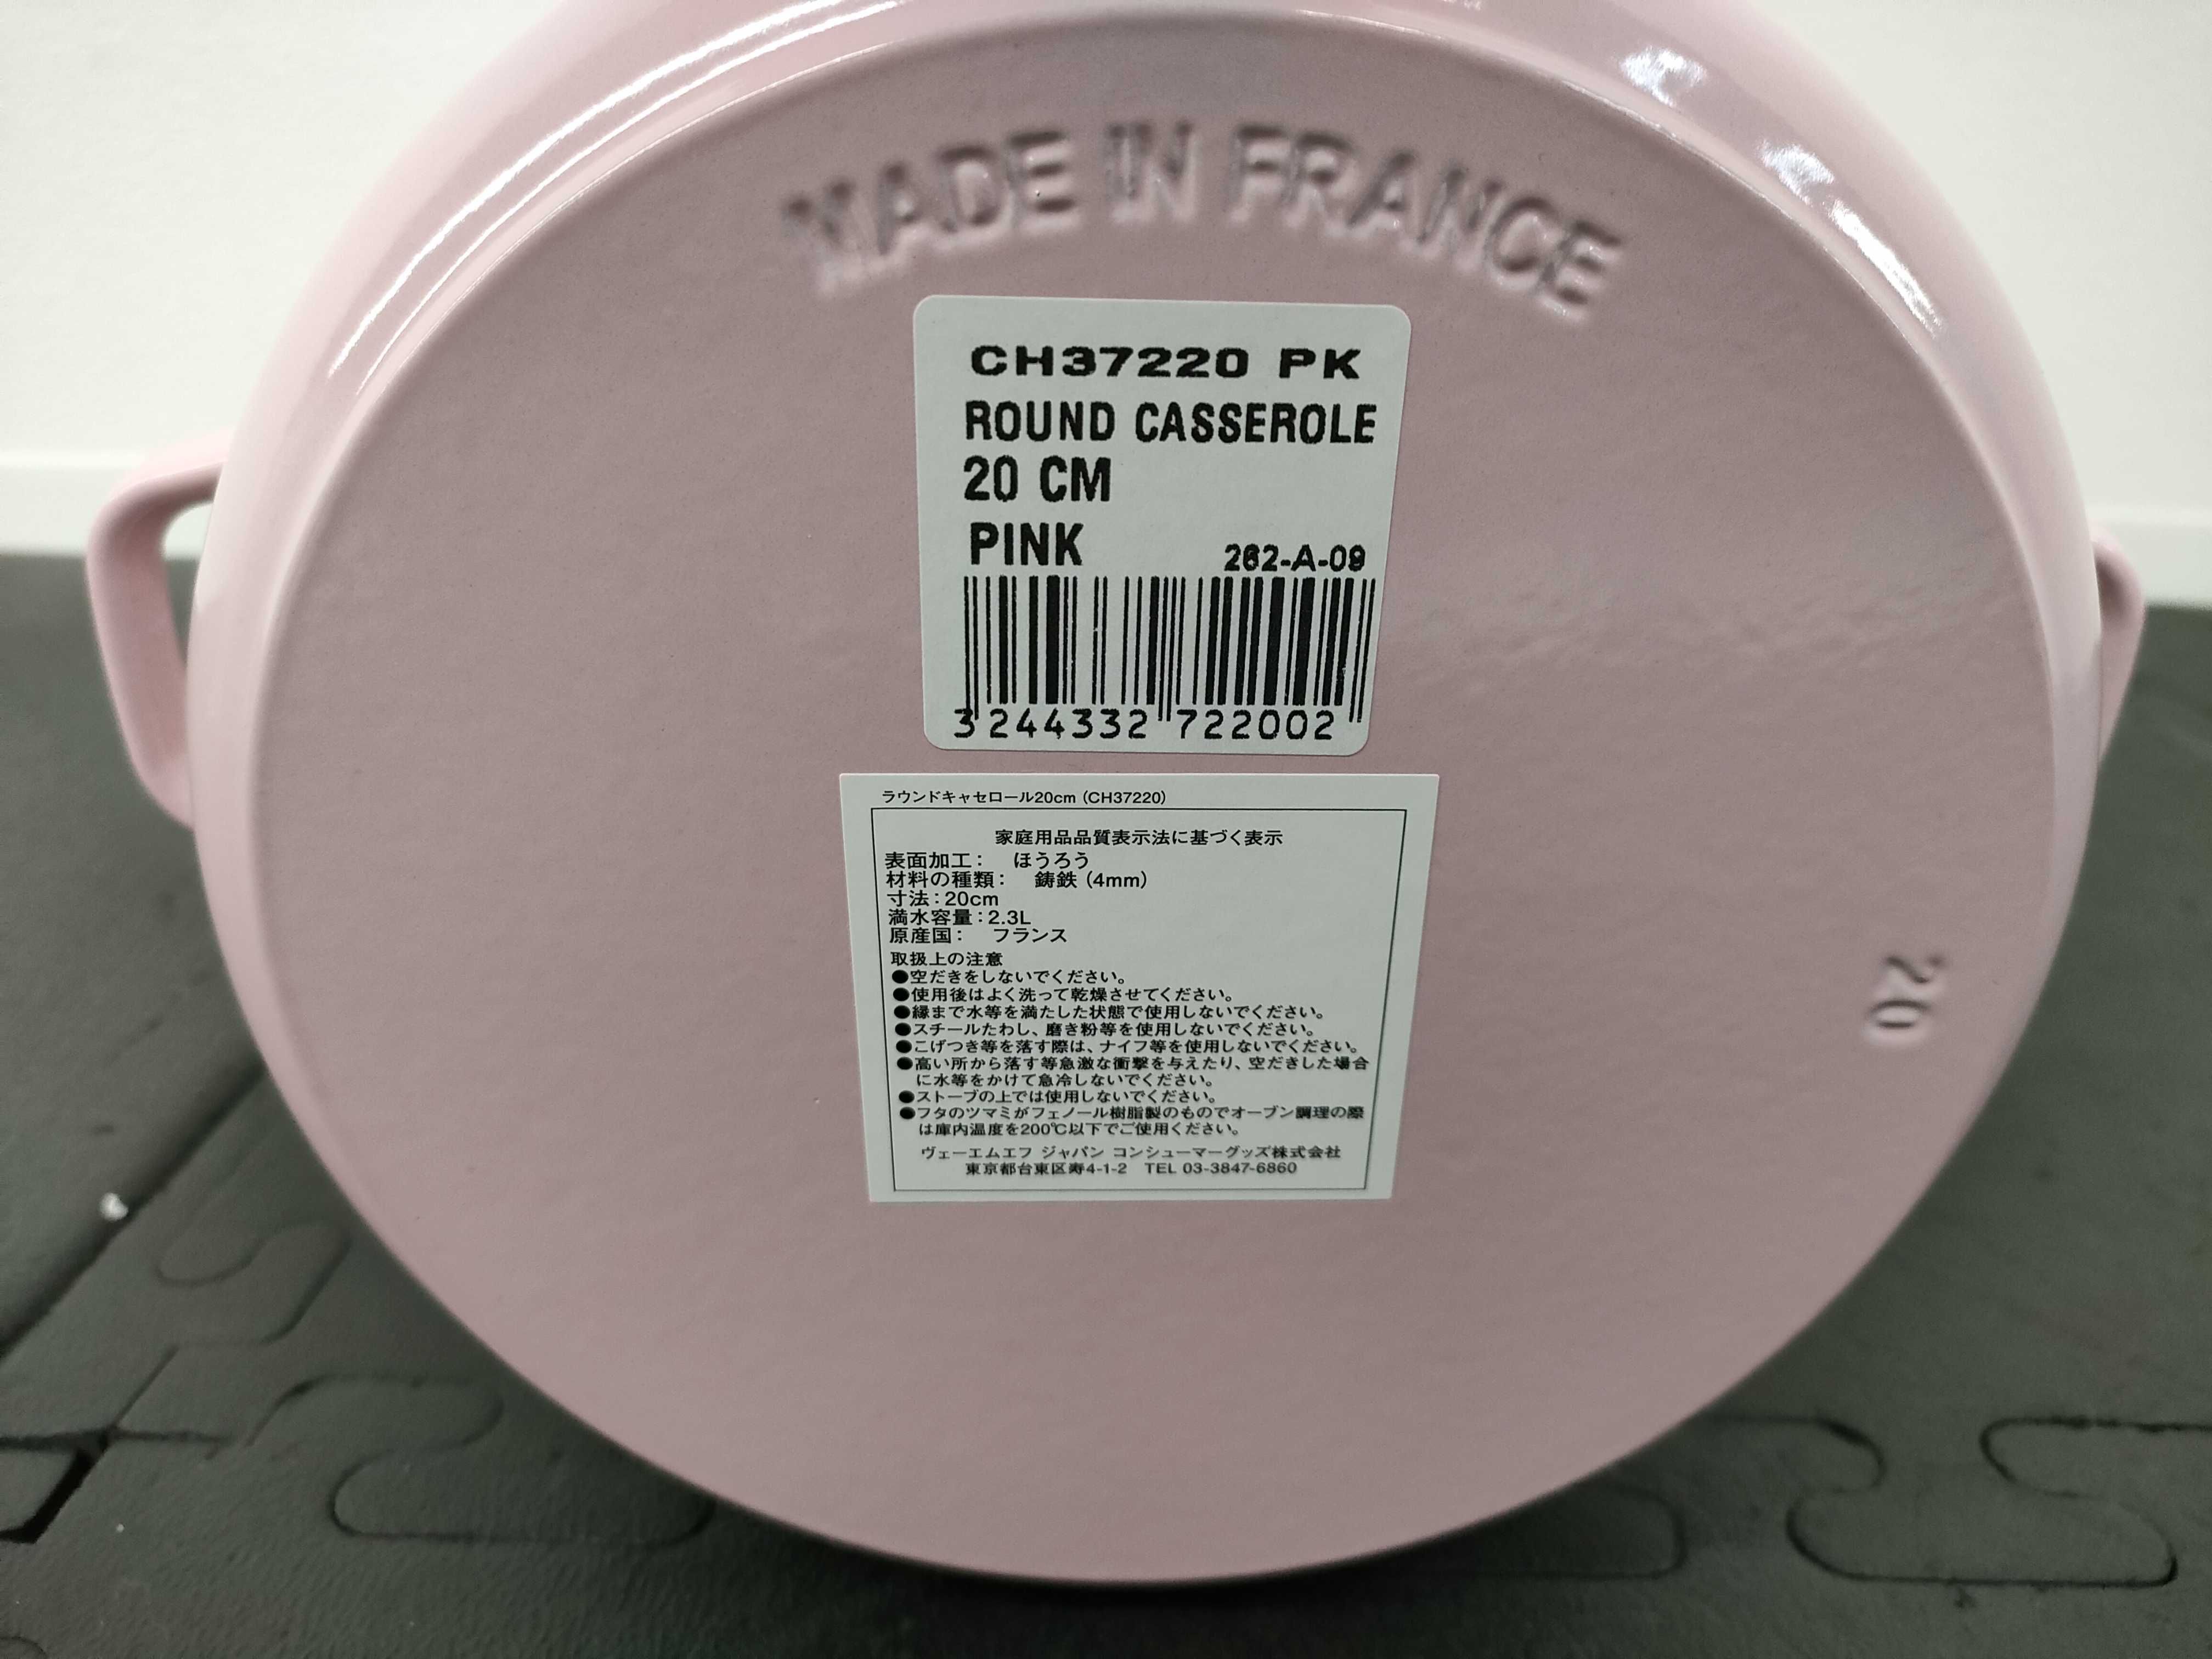 MADE IN FRANCE
CH37220 PK
ROUND CASSEROLE
20 CM
PINK
262-A-09
3 244332 722002
ラウンドキャセロール20cm (CH37220)
家庭用品品質表示法に基づく表示
表面加工： ほうろう
材料の種類： 鋳鉄 (4mm)
寸法：20cm
満水容量：2.3L
原産国： フランス
取扱上の注意
●空だきをしないでください。
●使用後はよく洗って乾燥させてください。
●縁まで水等を満たした状態で使用しないでください。
●スチールたわし、磨き粉等を使用しないでください。
●こげつき等を落す際は、ナイフ等を使用しないでください。
●高い所から落す等急激な衝撃を与えたり、空だきした場合
に水等をかけて急冷しないでください。
●ストーブの上では使用しないでください。
●フタのツマミがフェノール樹脂製のものでオーブン調理の際
は庫内温度を200℃以下でご使用ください。
ヴェーエムエフ ジャパン コンシューマーグッズ株式会社
東京都台東区寿4-1-2 TEL 03-3847-6860
20